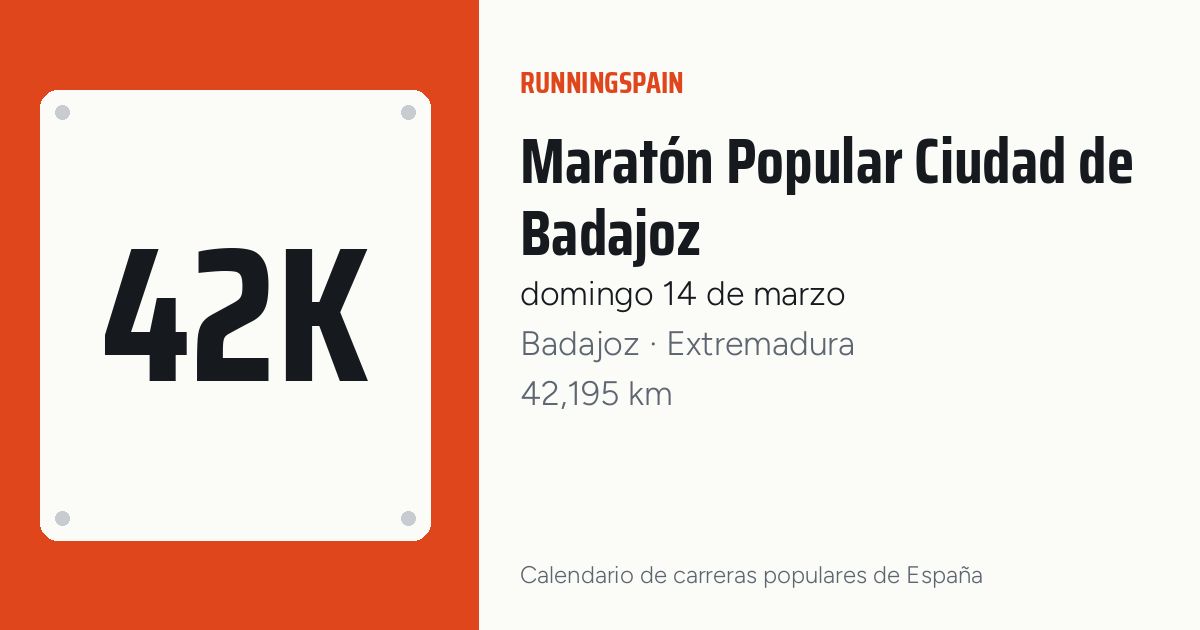 42K
RUNNINGSPAIN
Maratón Popular Ciudad de
Badajoz
domingo 14 de marzo
Badajoz · Extremadura
42,195 km
Calendario de carreras populares de España